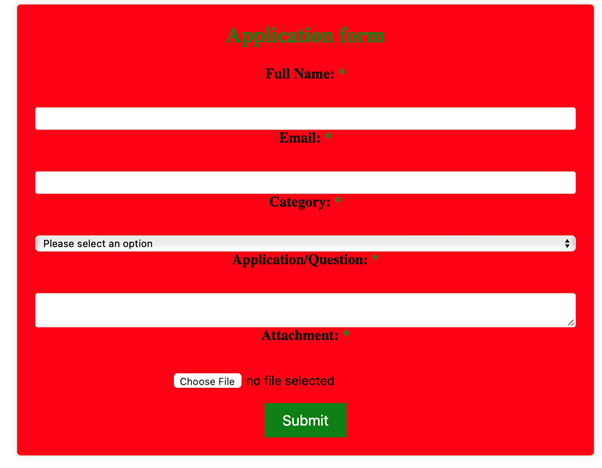 Application form
Full Name: *
Email: *
Category: *
Please select an option
Application/Question: *
Attachment: *
Choose File no file selected
Submit